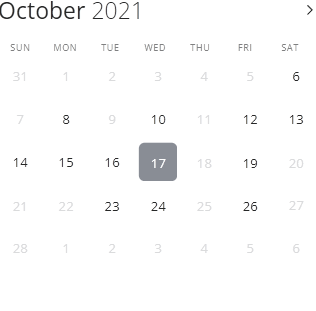 October 2021
SUN MON TUE WED THU FRI SAT
31 1 2 3 4 5 6
7 8 9 10 11 12 13
14 15 16 17 18 19 20
21 22 23 24 25 26 27
28 1 2 3 4 5 6